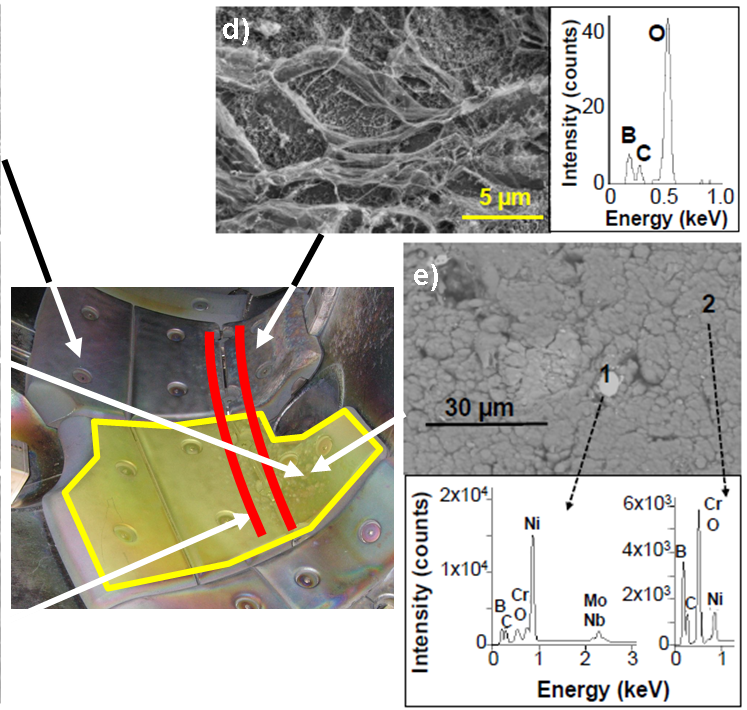 d)
5 µm
Intensity (counts)
40
20
0
O
B
C
0
0.5
1.0
Energy (keV)
e)
2
1
30 µm
Intensity (counts)
2x10⁴
1x10⁴
0
Ni
B
C
Cr
O
Mo
Nb
0
1
2
3
6x10³
4x10³
2x10³
0
Cr
O
B
C
Ni
0
1
Energy (keV)